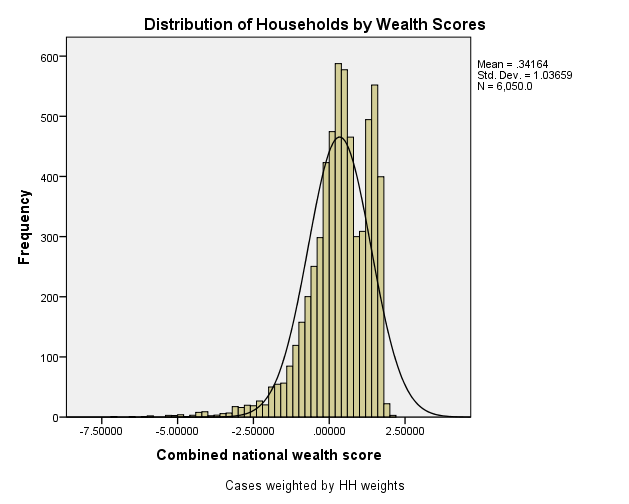 Distribution of Households by Wealth Scores
600
500
400
300
200
100
0
Frequency
-7.50000
-5.00000
-2.50000
.00000
2.50000
Combined national wealth score
Cases weighted by HH weights
Mean = .34164
Std. Dev. = 1.03659
N = 6,050.0